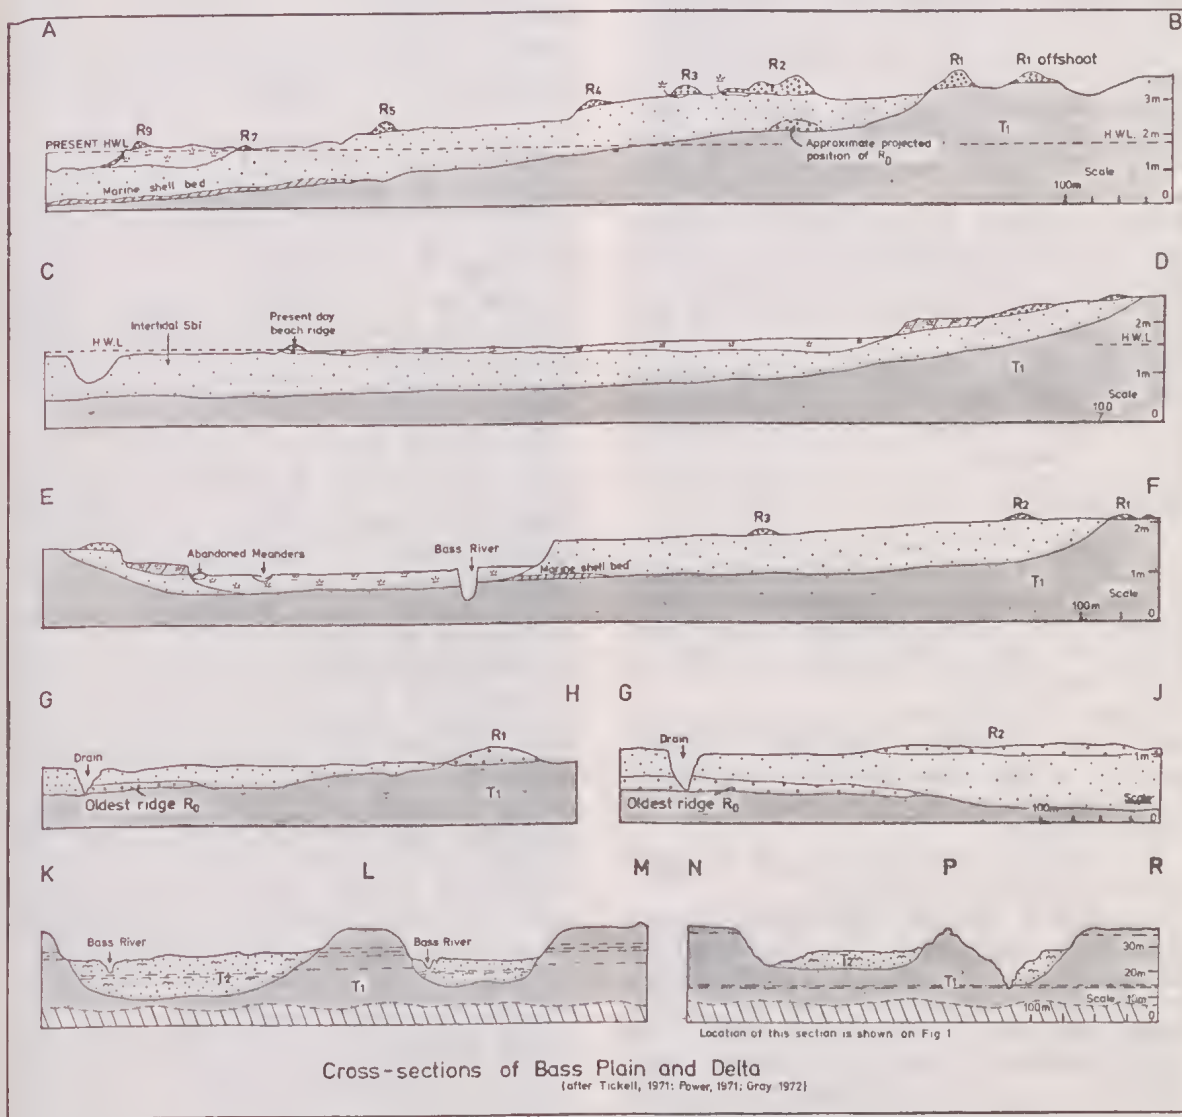 A B
R9 R7 R5 R4 R3 R2 R1 R1 offshoot
PRESENT HWL
Marine shell bed
Approximate projected
position of R0
T1
3m
H.W.L.
2m
1m
Scale
100m 0
C D
H.W.L
Intertidal Sbi
Present day
beach ridge
T1
2m
H.W.L
1m
Scale
100 0
E F
Abandoned Meanders
Bass River
Marine shell bed
R3 R2 R1
T1
2m
1m
Scale
100m 0
G H
Drain
R1
Oldest ridge R0
T1
G J
Drain
R2
Oldest ridge R0
1m
Scale
100m 0
K L M
Bass River Bass River
T2 T1
N P R
T2 T1
30m
20m
Scale 10m
100m 0
Location of this section is shown on Fig 1
Cross-sections of Bass Plain and Delta
(after Tickell, 1971; Power, 1971; Gray 1972)